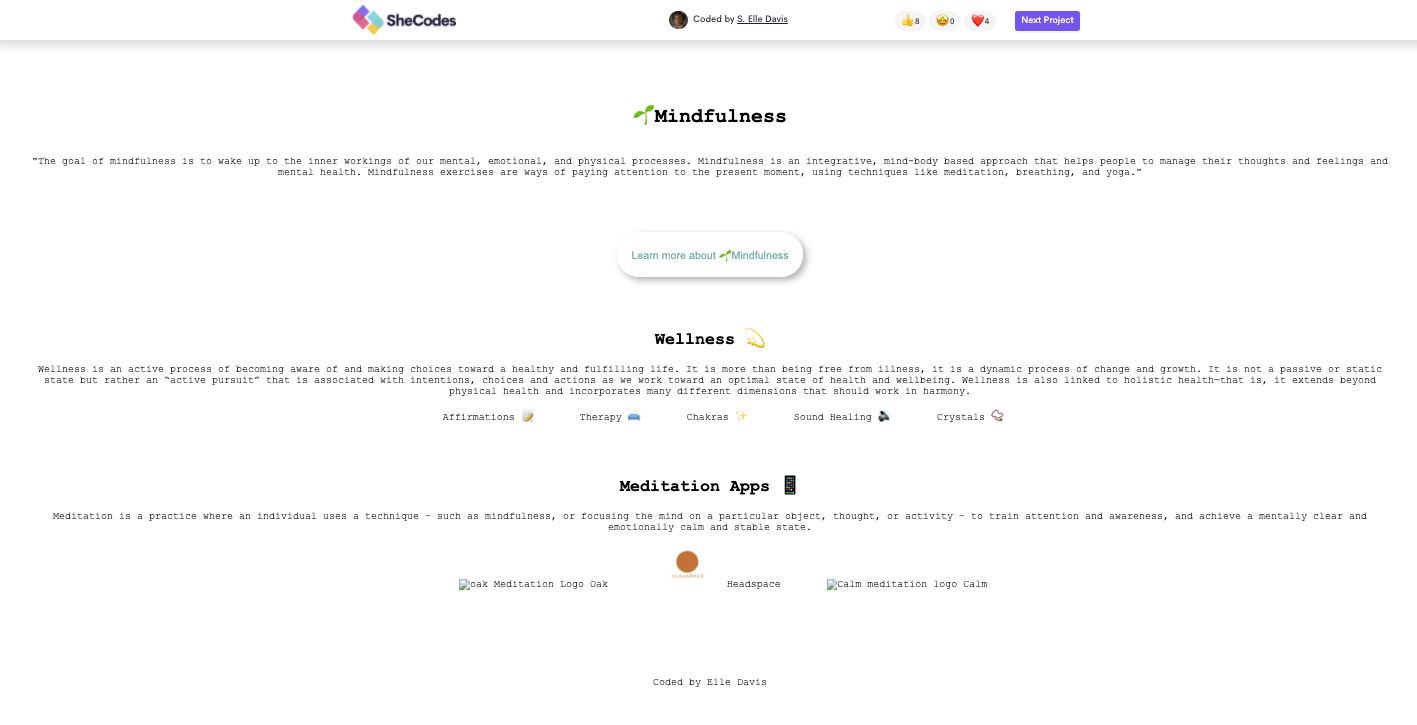 SheCodes
Coded by S. Elle Davis
👍8 🤩0 ❤️4
Next Project
🌱Mindfulness
"The goal of mindfulness is to wake up to the inner workings of our mental, emotional, and physical processes. Mindfulness is an integrative, mind-body based approach that helps people to manage their thoughts and feelings and
mental health. Mindfulness exercises are ways of paying attention to the present moment, using techniques like meditation, breathing, and yoga."
Learn more about 🌱Mindfulness
Wellness 💫
Wellness is an active process of becoming aware of and making choices toward a healthy and fulfilling life. It is more than being free from illness, it is a dynamic process of change and growth. It is not a passive or static
state but rather an “active pursuit” that is associated with intentions, choices and actions as we work toward an optimal state of health and wellbeing. Wellness is also linked to holistic health—that is, it extends beyond
physical health and incorporates many different dimensions that should work in harmony.
Affirmations 📝 Therapy 🛋️ Chakras ✨ Sound Healing 🔊 Crystals 📿
Meditation Apps 📱
Meditation is a practice where an individual uses a technique – such as mindfulness, or focusing the mind on a particular object, thought, or activity – to train attention and awareness, and achieve a mentally clear and
emotionally calm and stable state.
HEADSPACE
oak Meditation Logo Oak Headspace Calm meditation logo Calm
Coded by Elle Davis